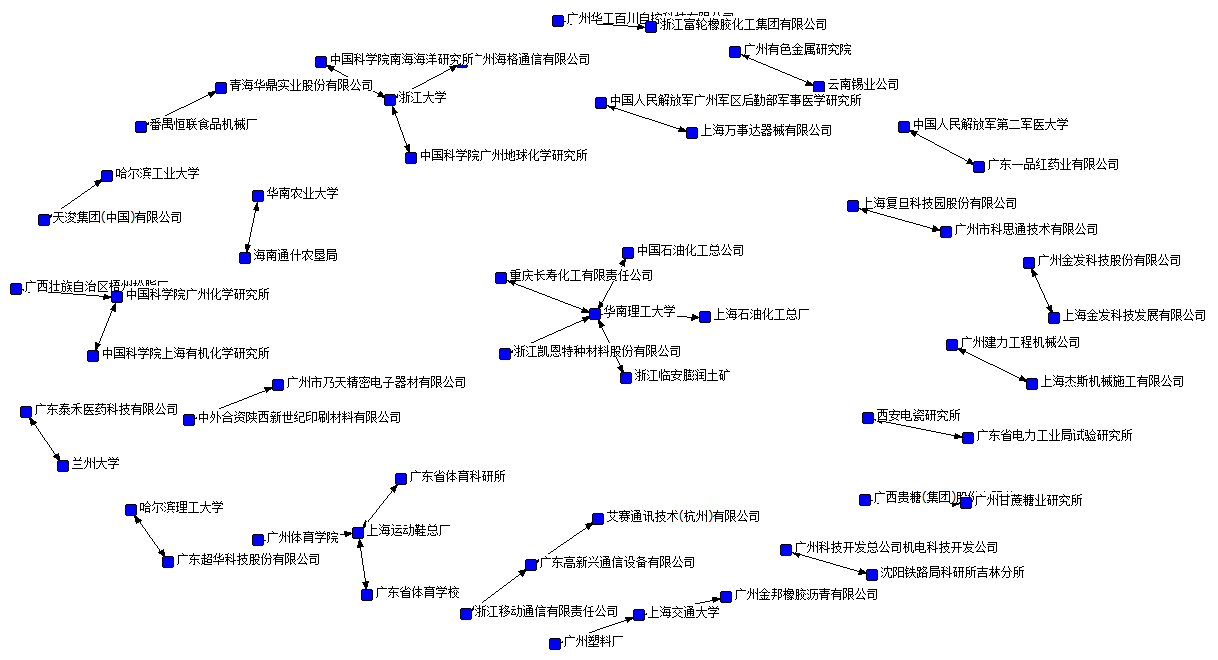 广州华工百川自控科技有限公司
浙江富轮橡胶化工集团有限公司
广州有色金属研究院
中国科学院南海海洋研究所
广州海格通信有限公司
云南锡业公司
青海华鼎实业股份有限公司
浙江大学
中国人民解放军广州军区后勤部军事医学研究所
番禺恒联食品机械厂
上海万事达器械有限公司
中国人民解放军第二军医大学
中国科学院广州地球化学研究所
广东一品红药业有限公司
哈尔滨工业大学
华南农业大学
上海复旦科技园股份有限公司
天浚集团(中国)有限公司
广州市科思通技术有限公司
中国石油化工总公司
海南通什农垦局
广州金发科技股份有限公司
重庆长寿化工有限责任公司
广西壮族自治区梧州松脂厂
中国科学院广州化学研究所
华南理工大学
上海石油化工总厂
上海金发科技发展有限公司
广州建力工程机械公司
中国科学院上海有机化学研究所
浙江凯恩特种材料股份有限公司
浙江临安膨润土矿
广州市乃天精密电子器材有限公司
上海杰斯机械施工有限公司
广东泰禾医药科技有限公司
中外合资陕西新世纪印刷材料有限公司
西安电瓷研究所
广东省电力工业局试验研究所
兰州大学
广东省体育科研所
广西贵糖(集团)股份
广州甘蔗糖业研究所
哈尔滨理工大学
艾赛通讯技术(杭州)有限公司
上海运动鞋总厂
广州体育学院
广州科技开发总公司机电科技开发公司
广东超华科技股份有限公司
广东高新兴通信设备有限公司
沈阳铁路局科研所吉林分所
广东省体育学校
广州金邦橡胶沥青有限公司
浙江移动通信有限责任公司
上海交通大学
广州塑料厂